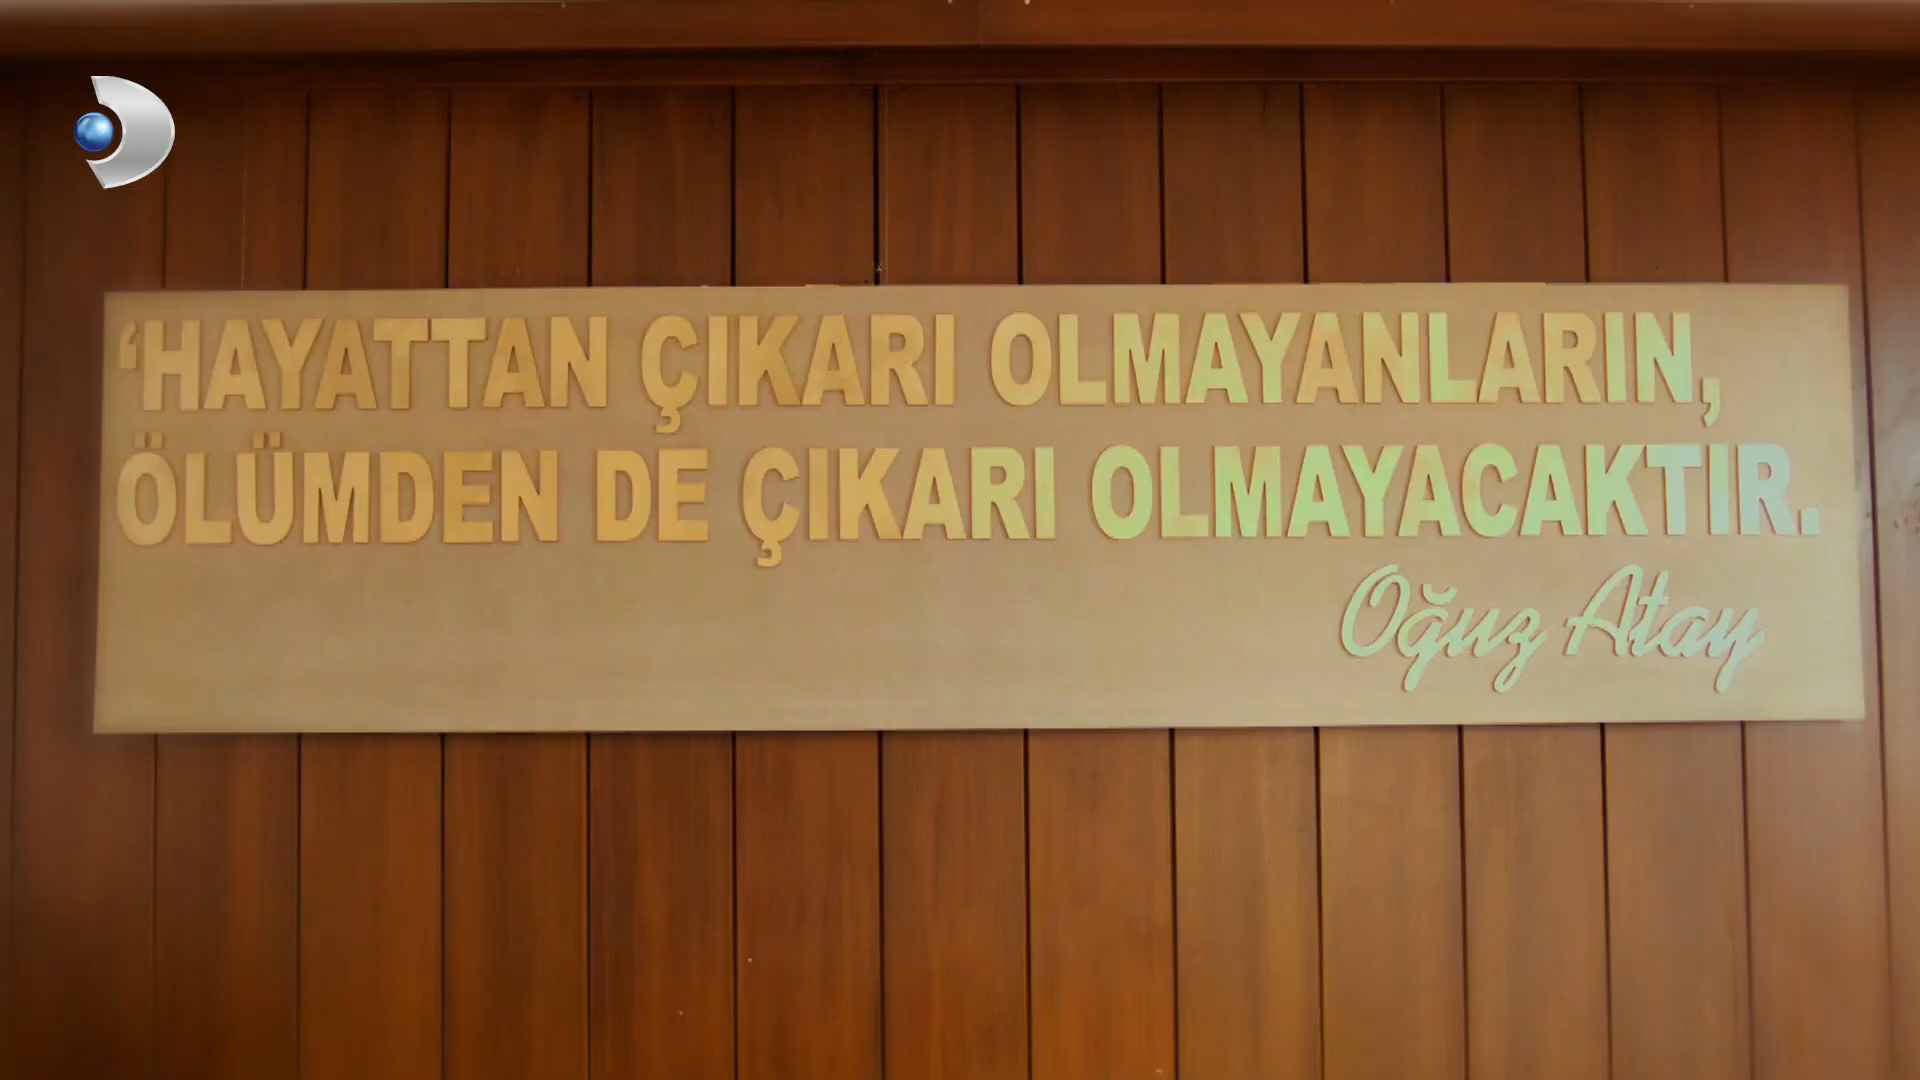 ‘HAYATTAN ÇIKARI OLMAYANLARIN,
ÖLÜMDEN DE ÇIKARI OLMAYACAKTIR.
Oğuz Atay